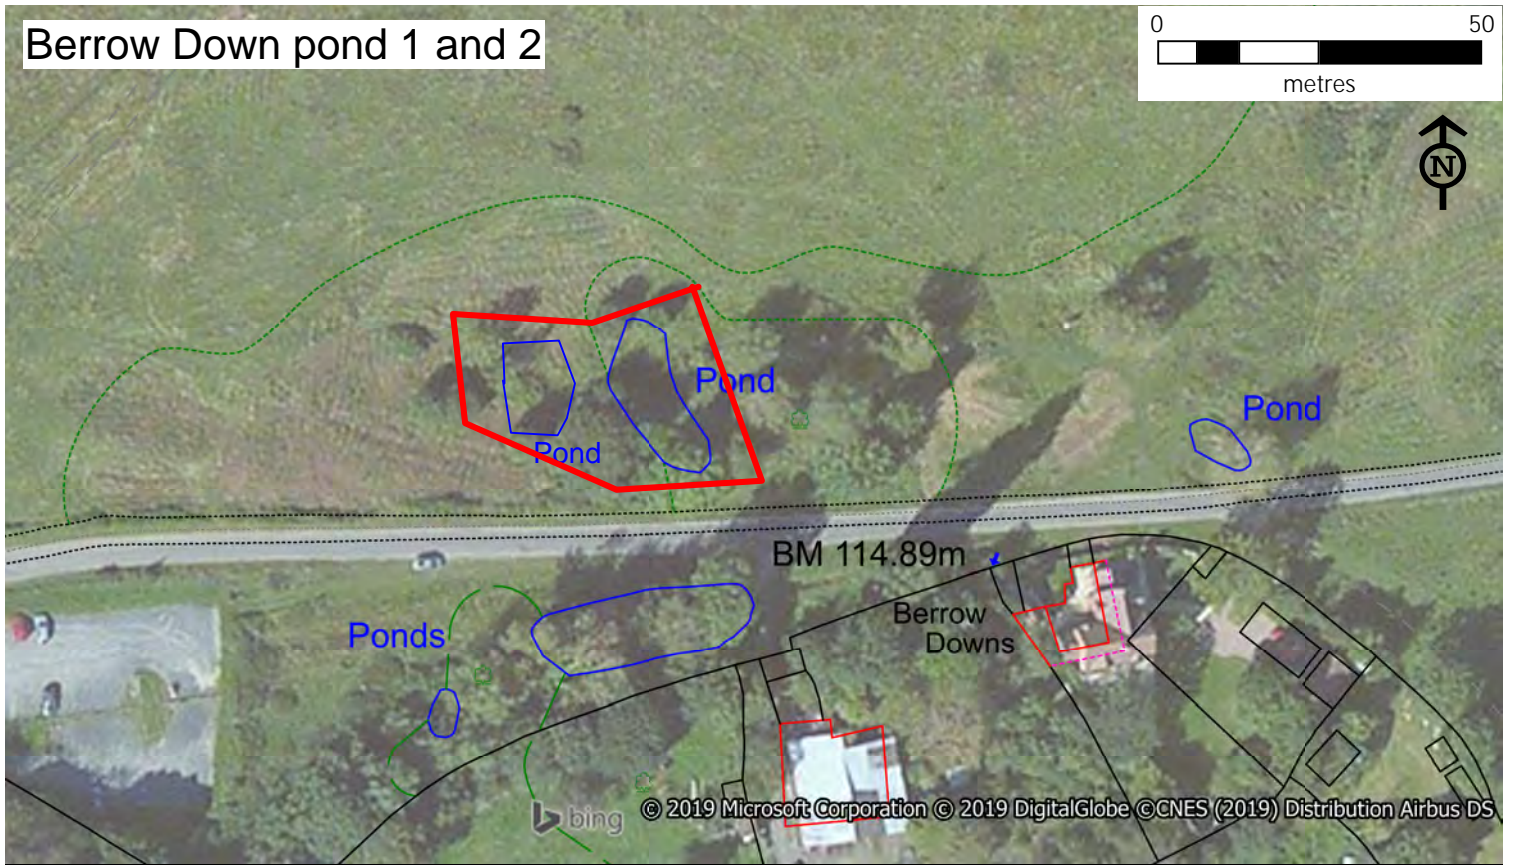 Berrow Down pond 1 and 2
0 50
metres
N
Pond
Pond
Pond
BM 114.89m
Berrow
Downs
Ponds
bing
© 2019 Microsoft Corporation © 2019 DigitalGlobe ©CNES (2019) Distribution Airbus DS